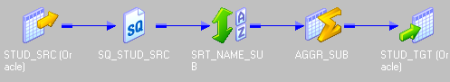 SQ
A
Z
STUD_SRC (Or
acle)
SQ_STUD_SRC
SRT_NAME_SU
B
AGGR_SUB
STUD_TGT (Or
acle)